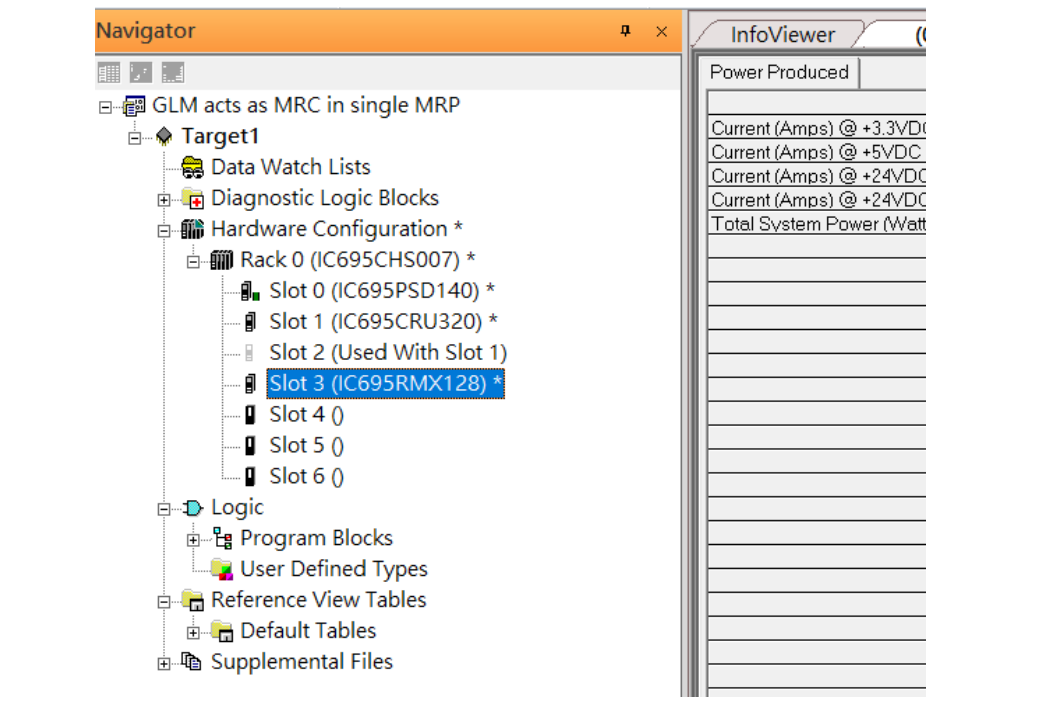 Navigator
GLM acts as MRC in single MRP
Target1
Data Watch Lists
Diagnostic Logic Blocks
Hardware Configuration *
Rack 0 (IC695CHS007) *
Slot 0 (IC695PSD140) *
Slot 1 (IC695CRU320) *
Slot 2 (Used With Slot 1)
Slot 3 (IC695RMX128) *
Slot 4 ()
Slot 5 ()
Slot 6 ()
Logic
Program Blocks
User Defined Types
Reference View Tables
Default Tables
Supplemental Files
InfoViewer
Power Produced
Current (Amps) @ +3.3VD
Current (Amps) @ +5VDC
Current (Amps) @ +24VDC
Current (Amps) @ +24VDC
Total System Power (Watt